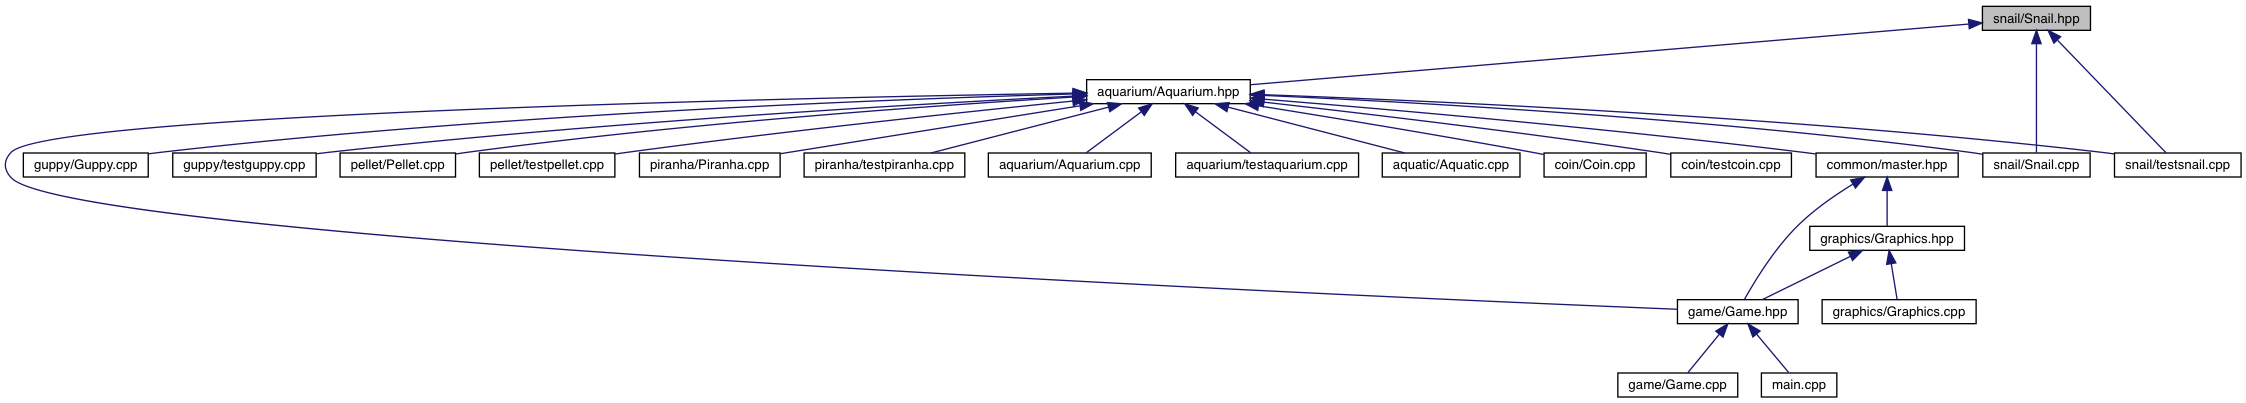 snail/Snail.hpp
aquarium/Aquarium.hpp
guppy/Guppy.cpp
guppy/testguppy.cpp
pellet/Pellet.cpp
pellet/testpellet.cpp
piranha/Piranha.cpp
piranha/testpiranha.cpp
aquarium/Aquarium.cpp
aquarium/testaquarium.cpp
aquatic/Aquatic.cpp
coin/Coin.cpp
coin/testcoin.cpp
common/master.hpp
snail/Snail.cpp
snail/testsnail.cpp
graphics/Graphics.hpp
game/Game.hpp
graphics/Graphics.cpp
game/Game.cpp
main.cpp